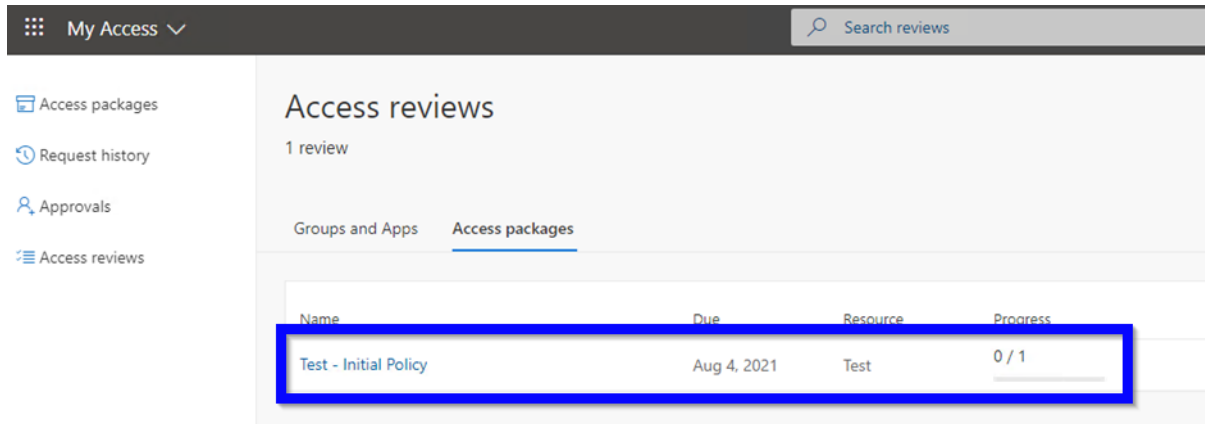 My Access
Search reviews
Access packages
Request history
Approvals
Access reviews
Access reviews
1 review
Groups and Apps Access packages
Name Due Resource Progress
Test - Initial Policy Aug 4, 2021 Test 0 / 1